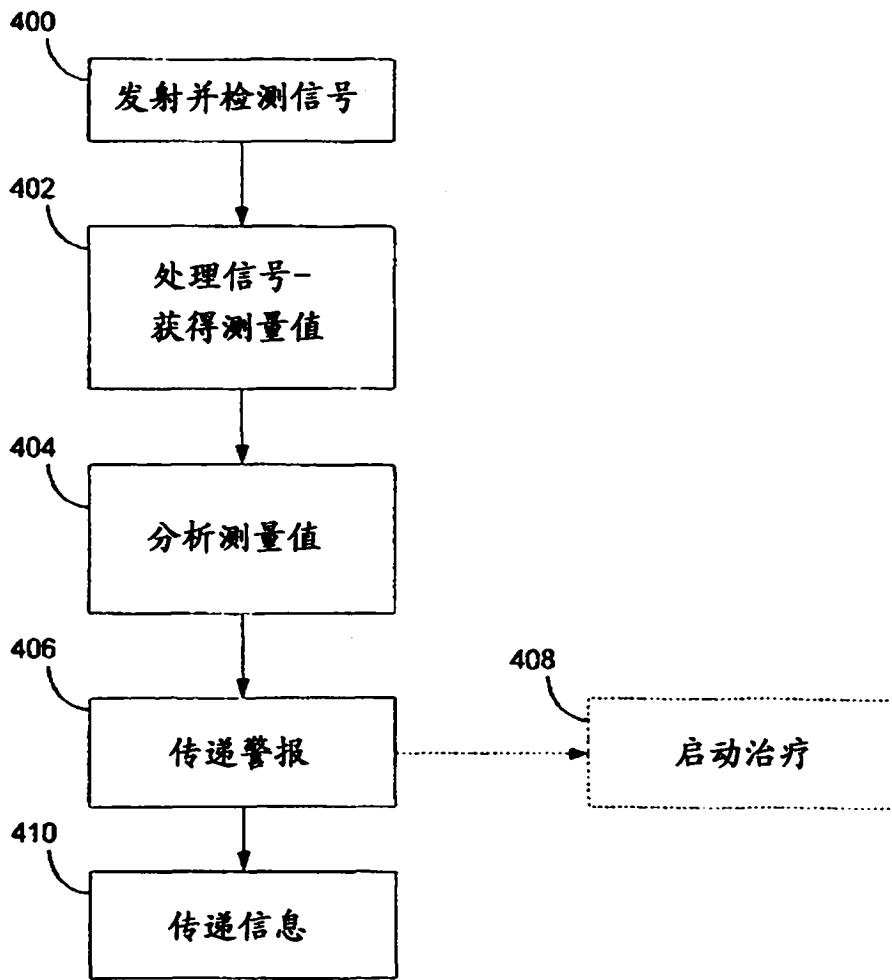 400
发射并检测信号
402
处理信号-
获得测量值
404
分析测量值
406
传递警报
408
启动治疗
410
传递信息